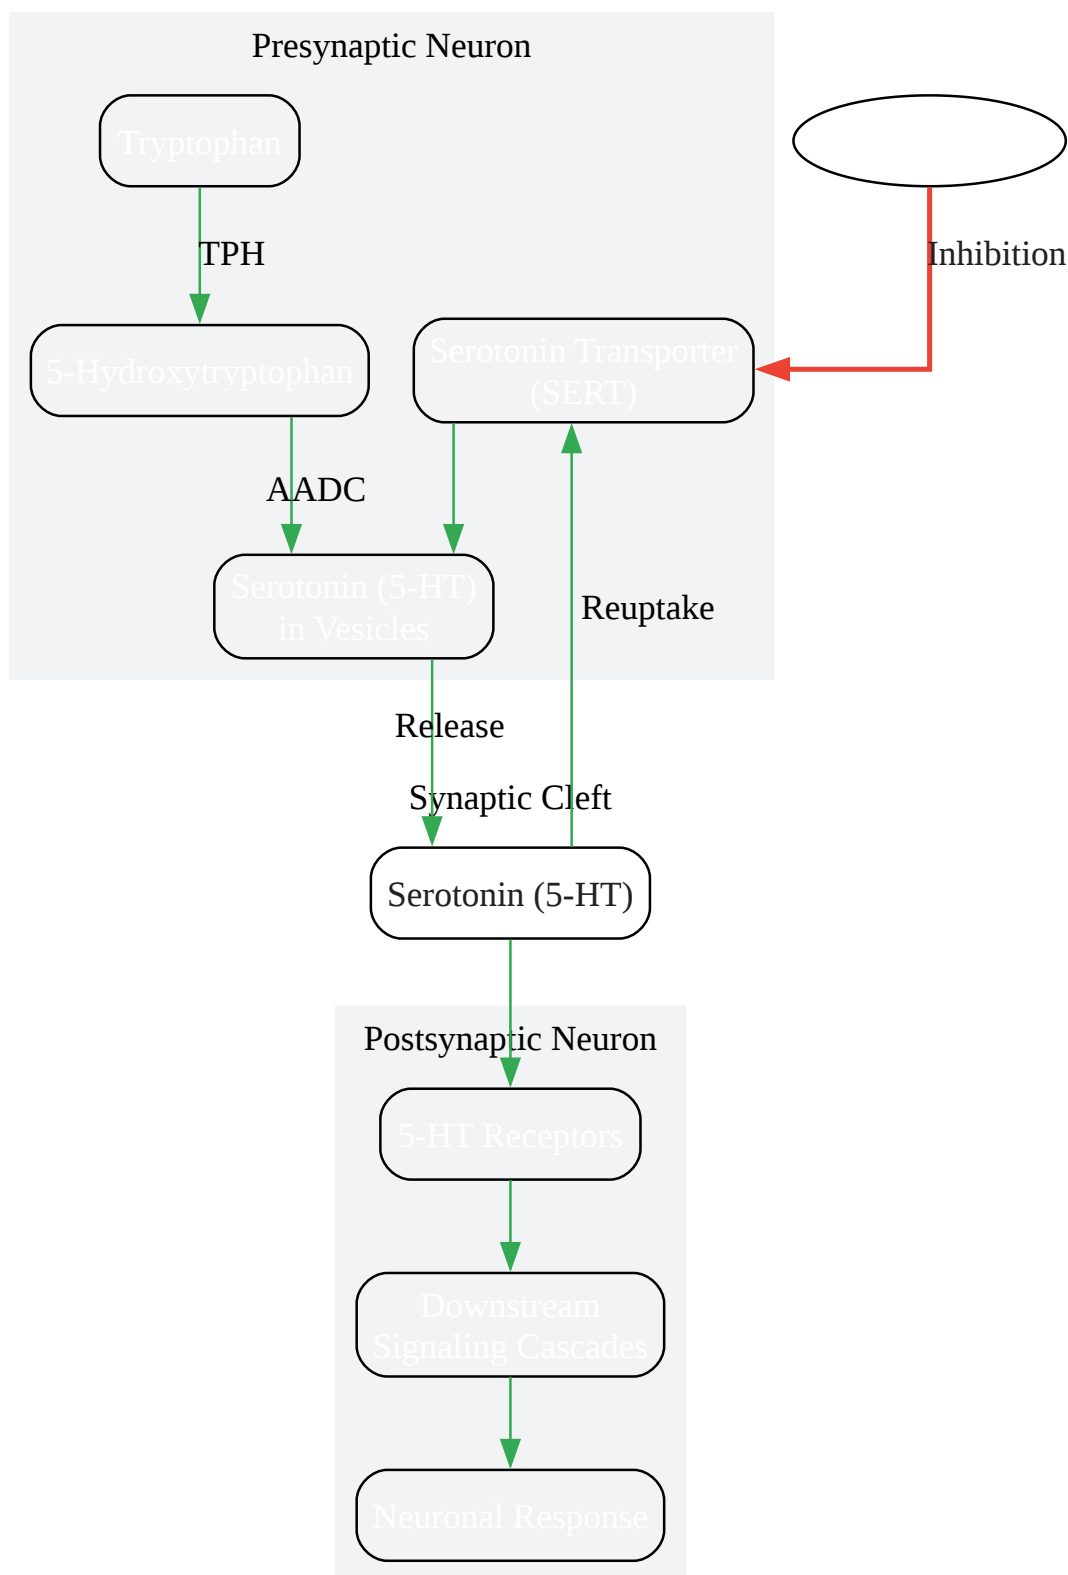 Presynaptic Neuron
Tryptophan
TPH
Inhibition
5-Hydroxytryptophan
Serotonin Transporter
(SERT)
AADC
Serotonin (5-HT)
in Vesicles
Reuptake
Release
Synaptic Cleft
Serotonin (5-HT)
Postsynaptic Neuron
5-HT Receptors
Downstream
Signaling Cascades
Neuronal Response